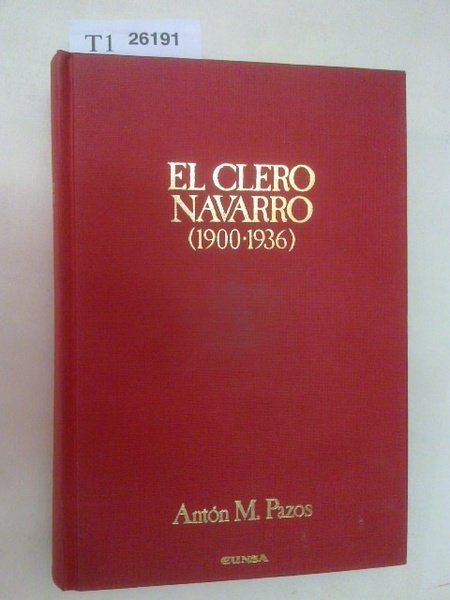 T1 26191
EL CLERO
NAVARRO
(1900·1936)
Antón M. Pazos
EUNSA